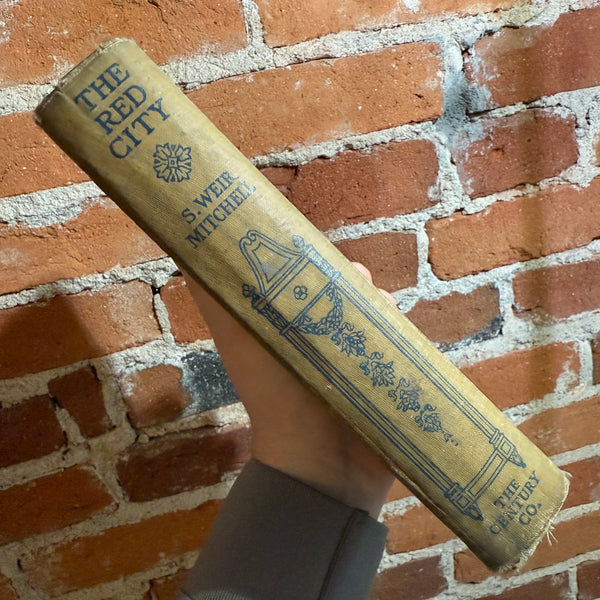 THE
RED
CITY
S. WEIR
MITCHELL
THE
CENTURY
CO.